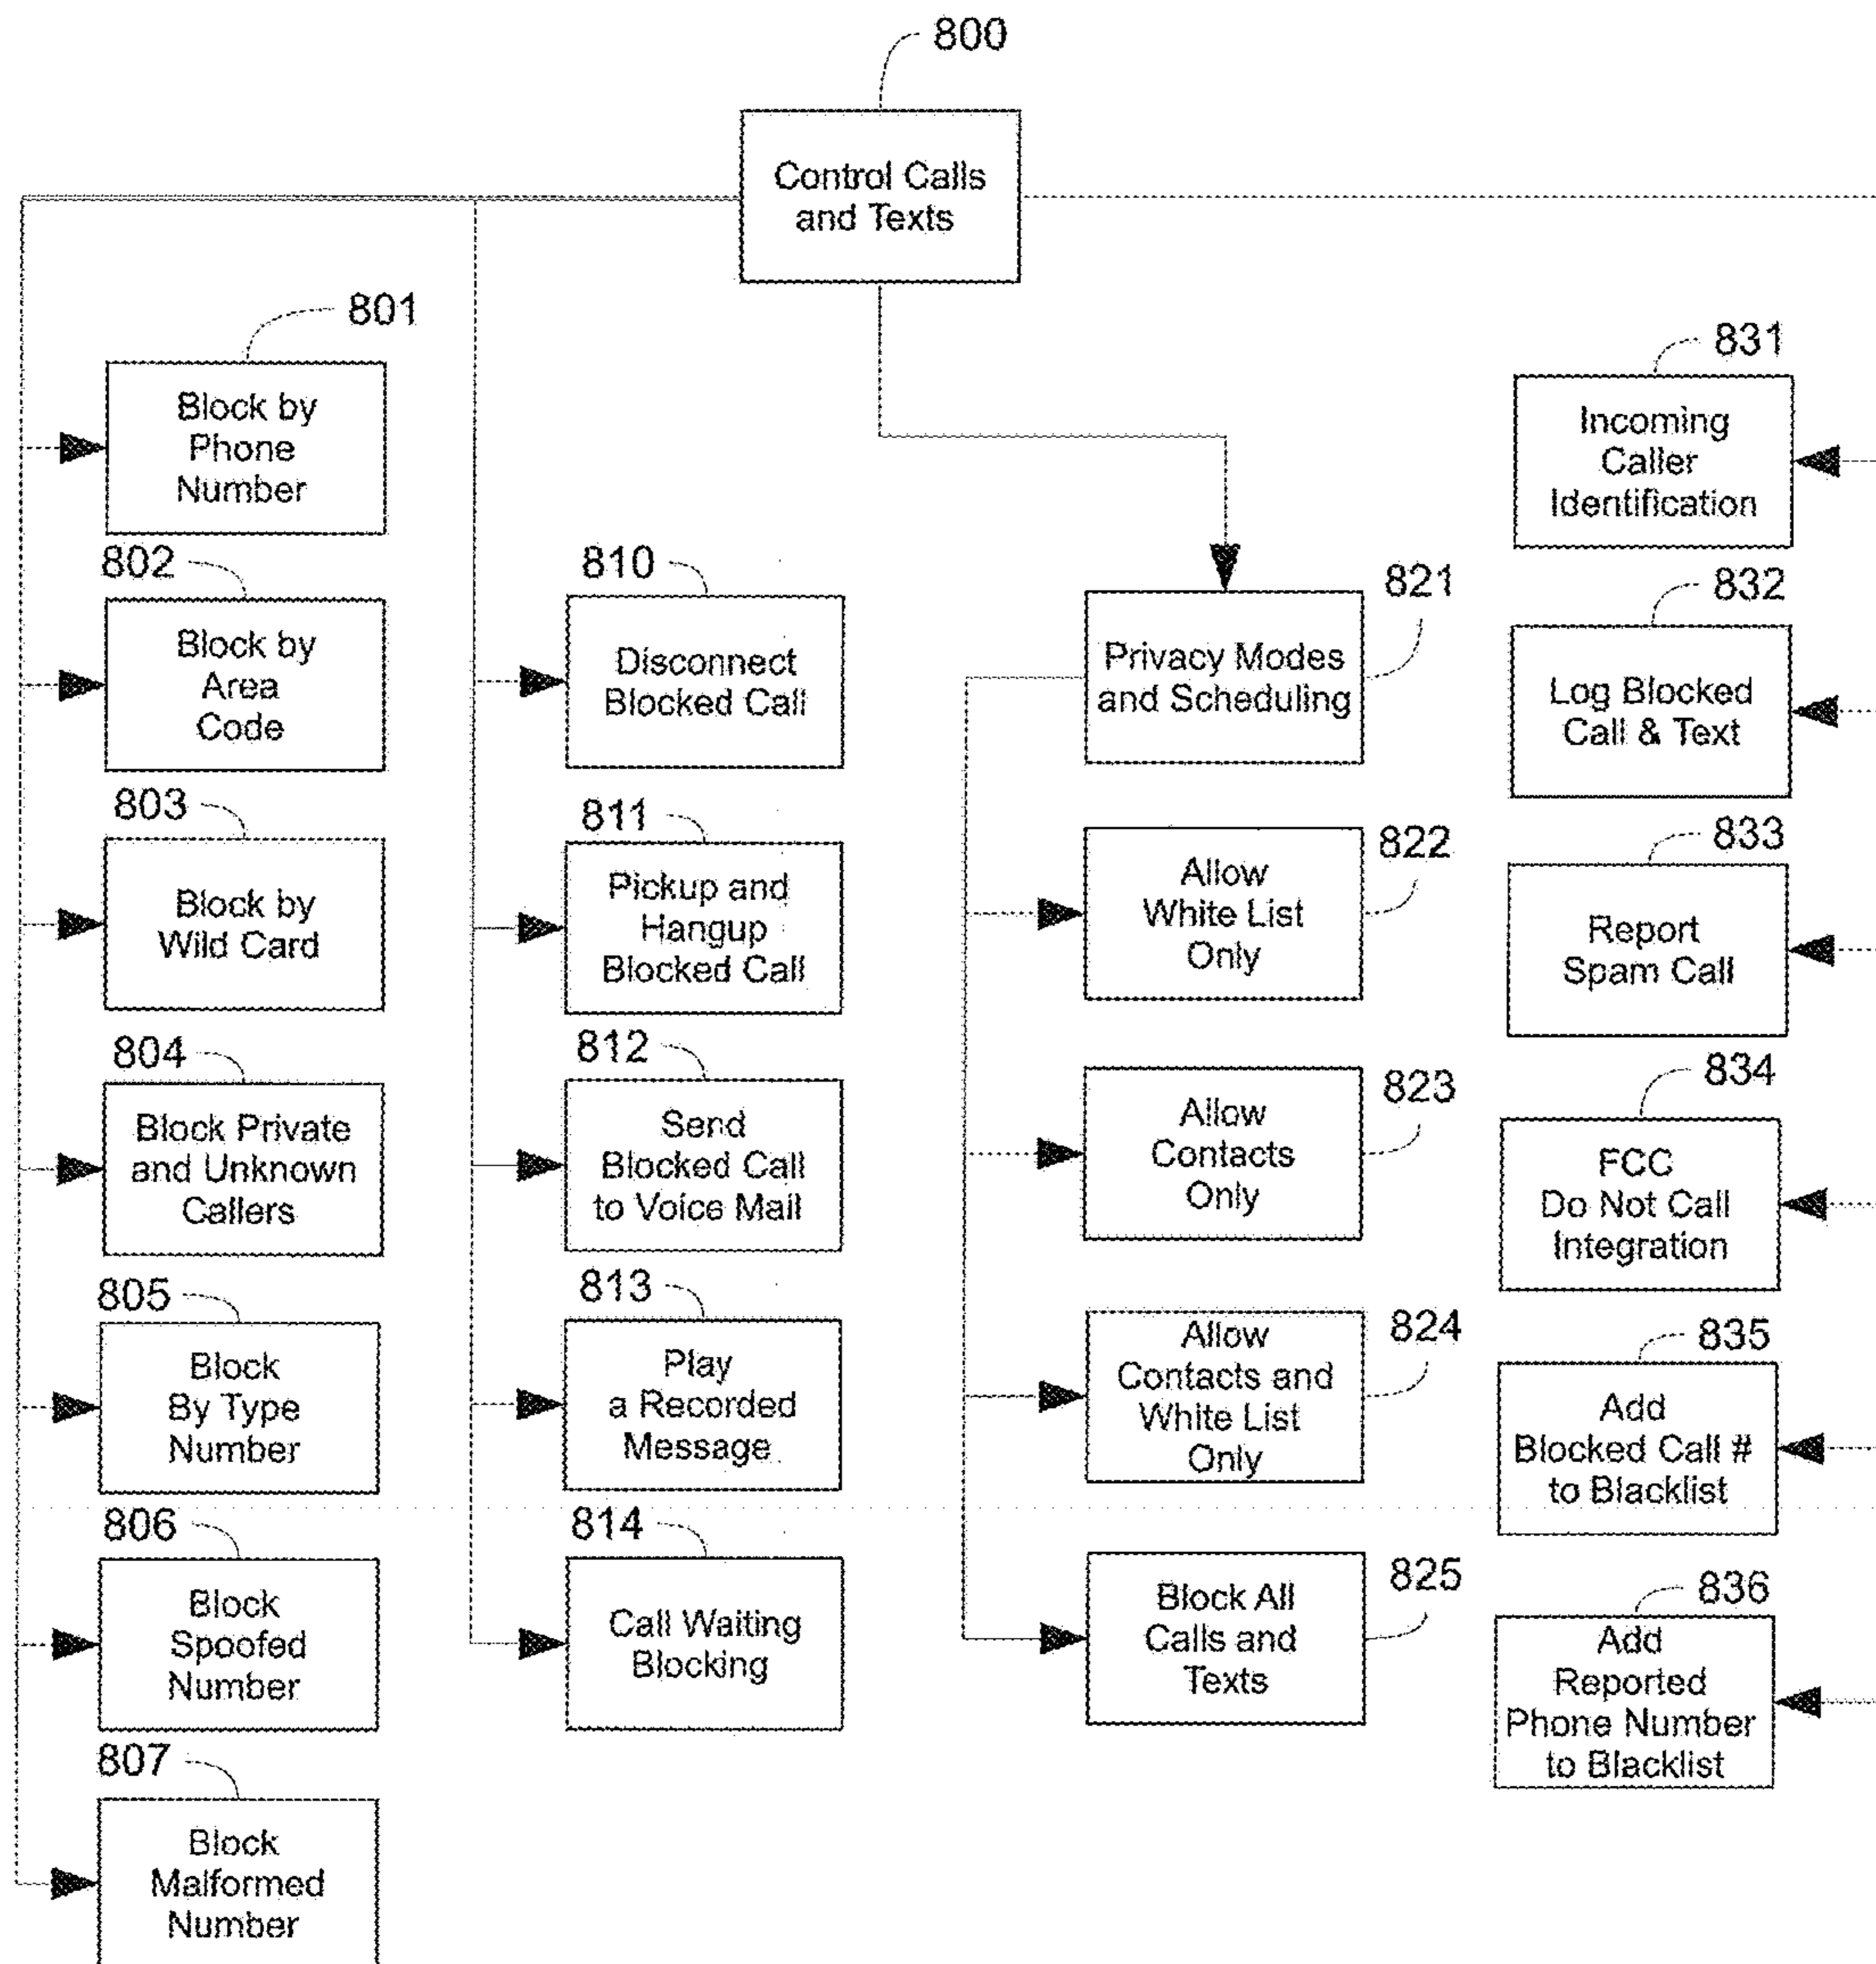 800
Control Calls
and Texts
801
Block by
Phone
Number
802
Block by
Area
Code
803
Block by
Wild Card
804
Block Private
and Unknown
Callers
805
Block
By Type
Number
806
Block
Spoofed
Number
807
Block
Malformed
Number
810
Disconnect
Blocked Call
811
Pickup and
Hangup
Blocked Call
812
Send
Blocked Call
to Voice Mail
813
Play
a Recorded
Message
814
Call Waiting
Blocking
821
Privacy Modes
and Scheduling
822
Allow
White List
Only
823
Allow
Contacts
Only
824
Allow
Contacts and
White List
Only
825
Block All
Calls and
Texts
831
Incoming
Caller
Identification
832
Log Blocked
Call & Text
833
Report
Spam Call
834
FCC
Do Not Call
Integration
835
Add
Blocked Call #
to Blacklist
836
Add
Reported
Phone Number
to Blacklist